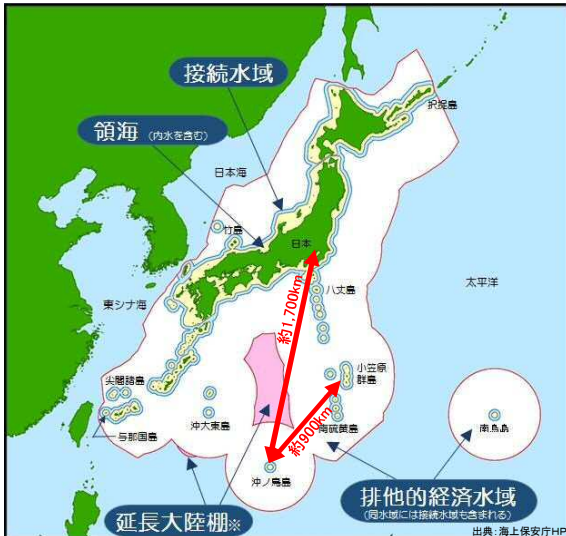 接続水域
領海 (内水を含む)
択捉島
日本海
竹島
日本
東シナ海
八丈島
太平洋
約1,700km
小笠原
群島
尖閣諸島
約900km
沖大東島
南硫黄島
南鳥島
与那国島
沖ノ鳥島
排他的経済水域
(同水域には接続水域も含まれる)
延長大陸棚※
出典:海上保安庁HP